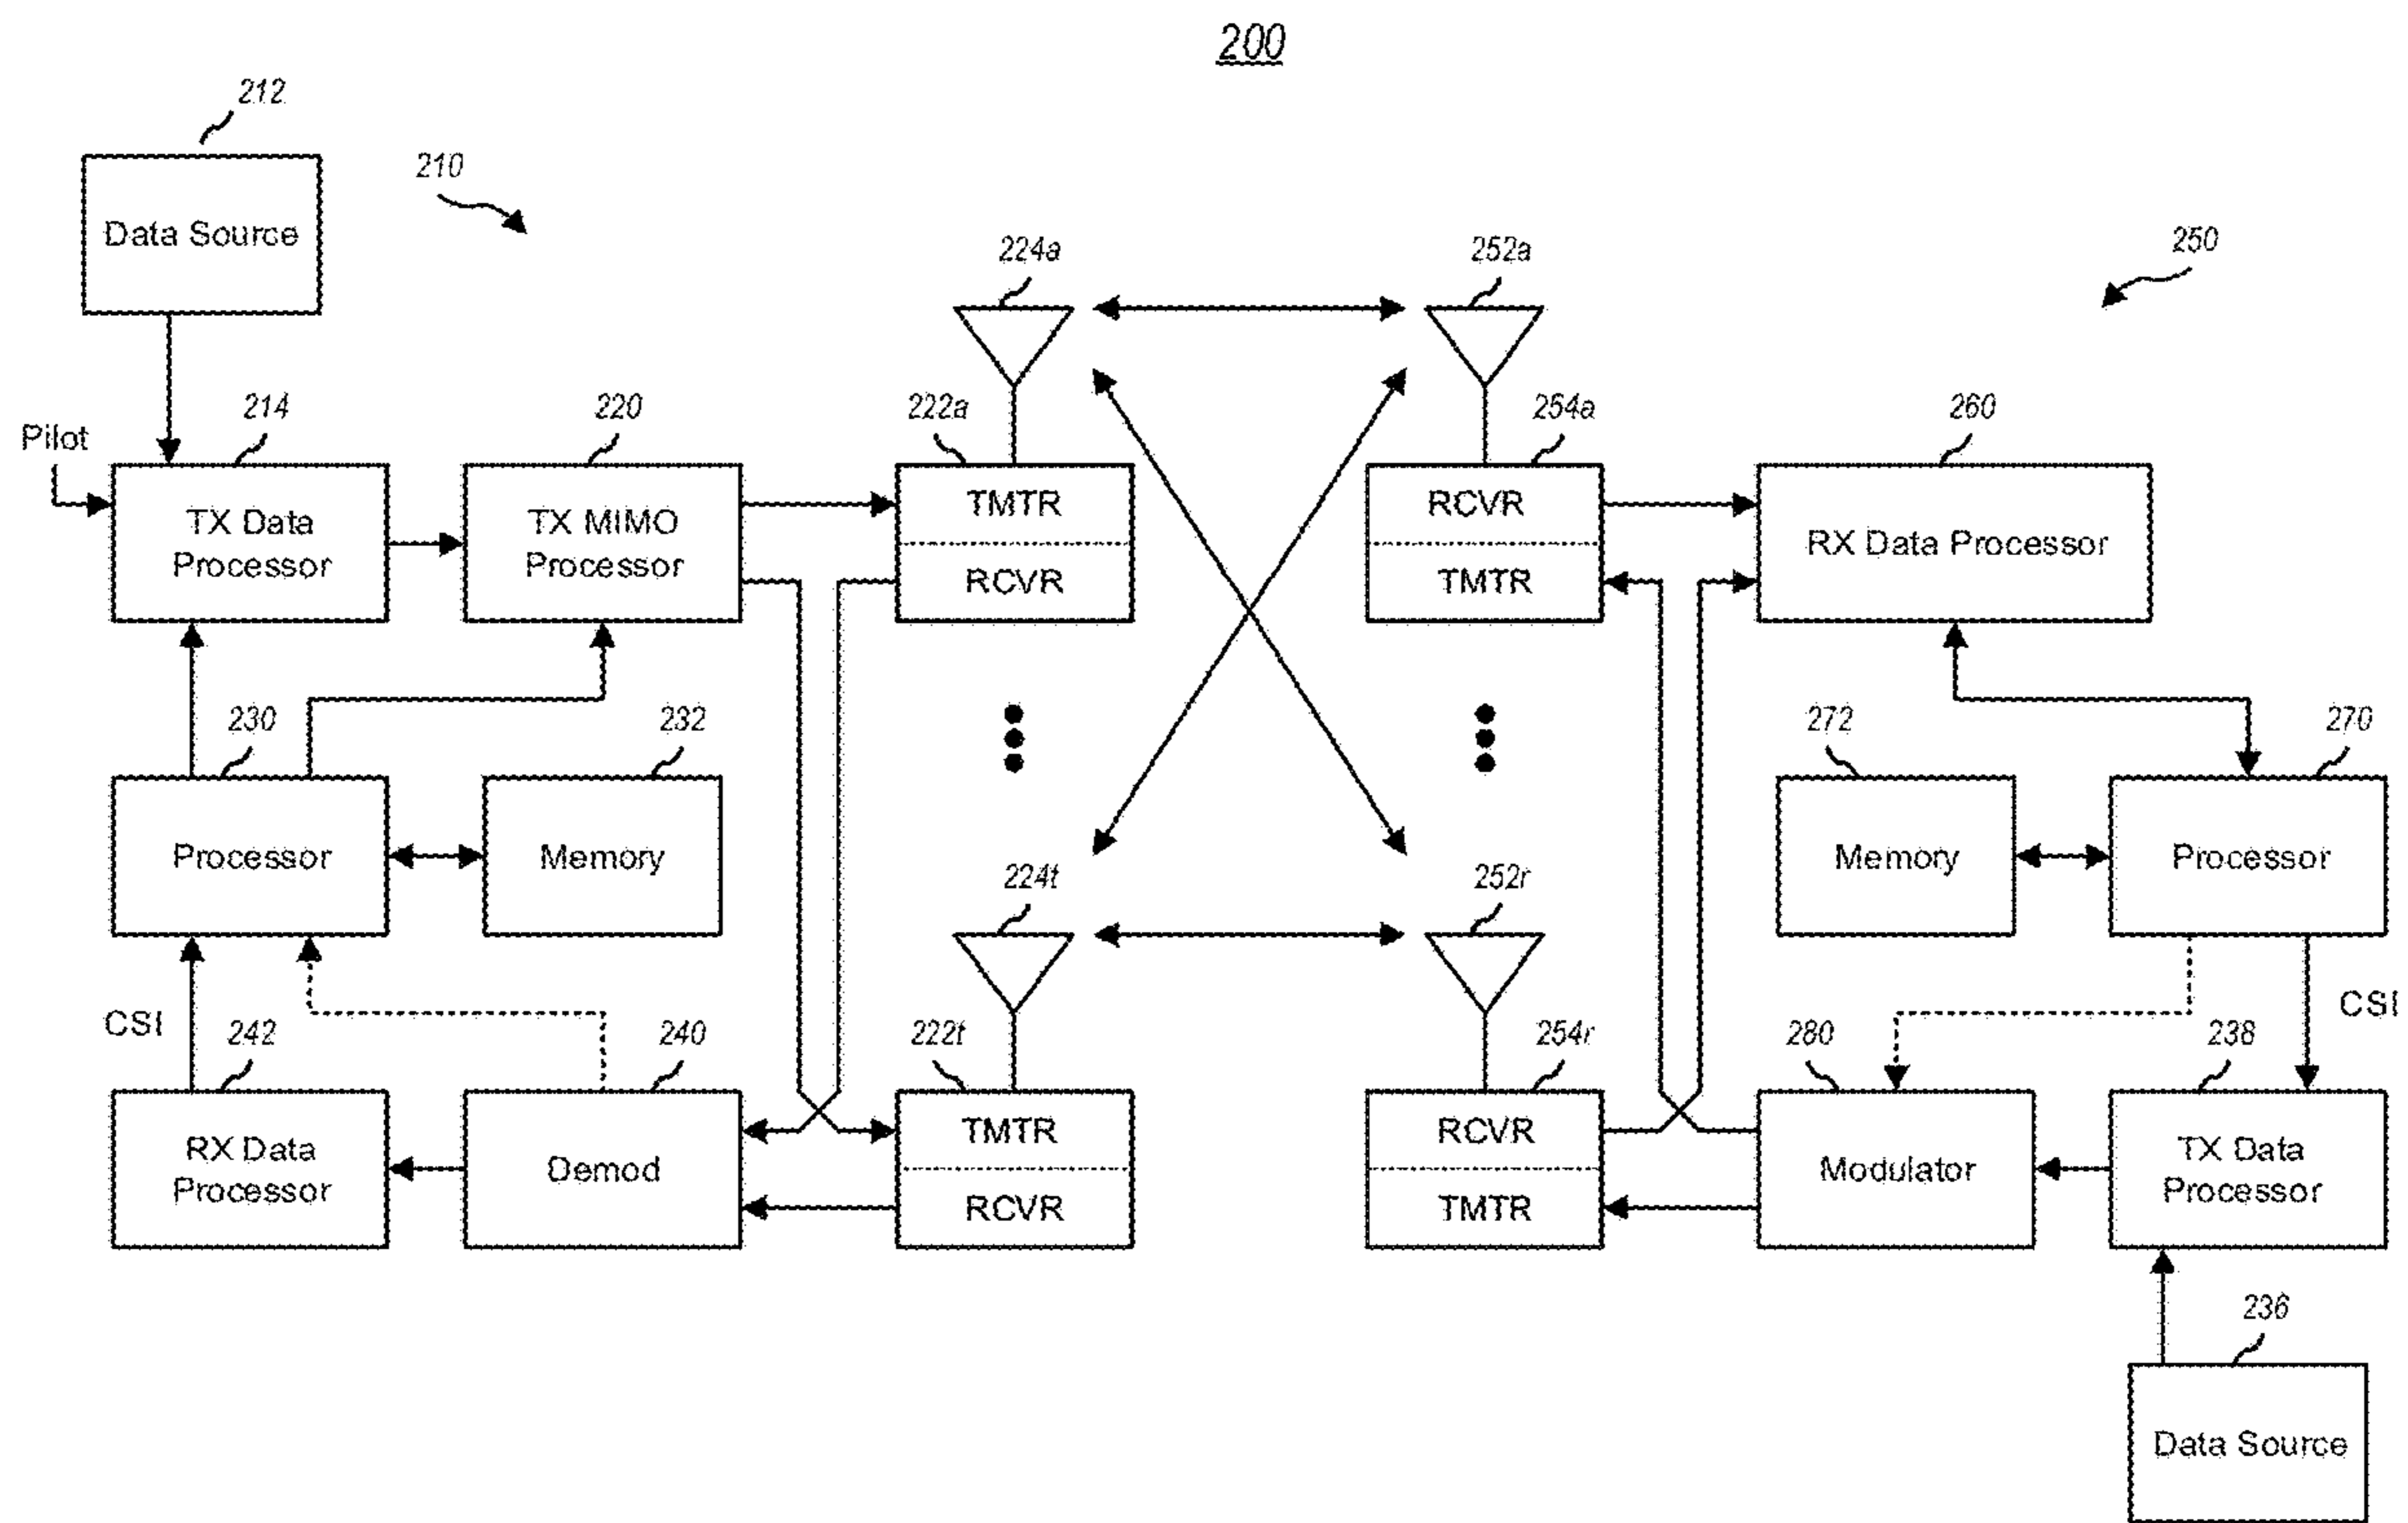 200
212
Data Source
210
250
224a
252a
Pilot
214
220
222a
254a
260
TX Data
Processor
TX MIMO
Processor
TMTR
RCVR
RCVR
TMTR
RX Data Processor
230
232
272
270
Processor
Memory
Memory
Processor
224t
252r
CSI
CSI
242
240
222t
254r
280
238
RX Data
Processor
Demod
TMTR
RCVR
RCVR
TMTR
Modulator
TX Data
Processor
236
Data Source